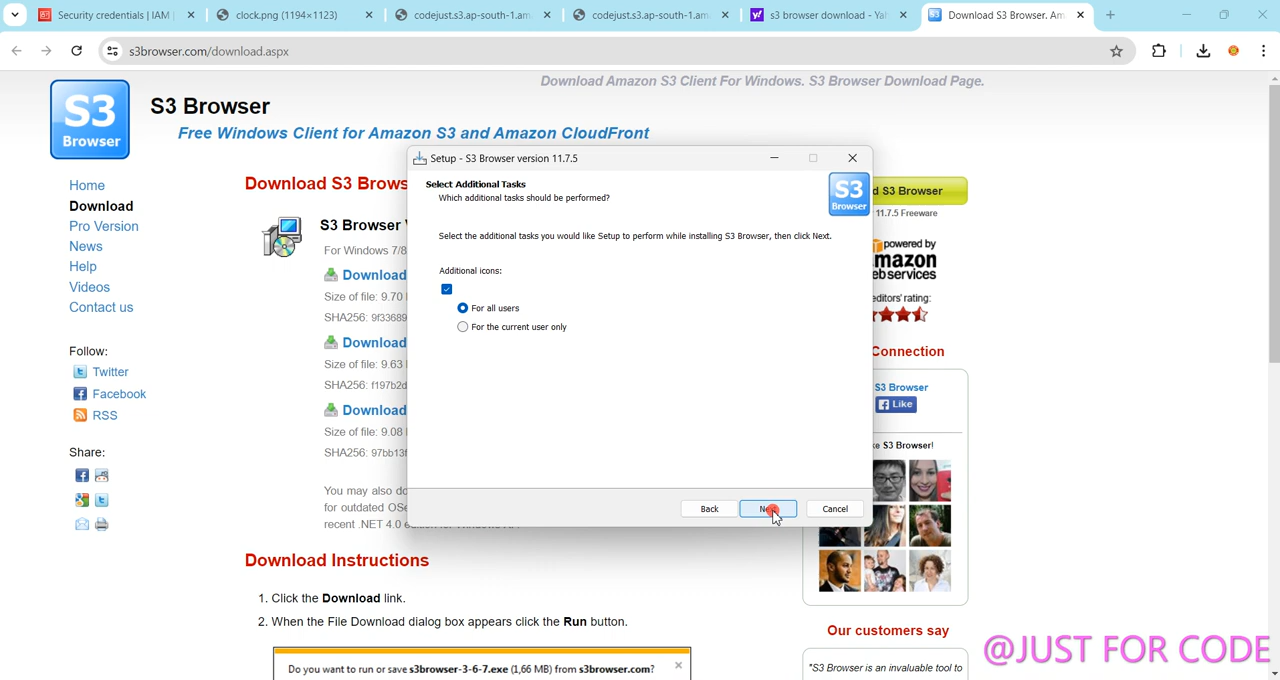 Security credentials | IAM
clock.png (1194×1123)
codejust.s3.ap-south-1.am
codejust.s3.ap-south-1.am
s3 browser download - Yah
Download S3 Browser. Am
s3browser.com/download.aspx
Download Amazon S3 Client For Windows. S3 Browser Download Page.
S3
Browser
S3 Browser
Free Windows Client for Amazon S3 and Amazon CloudFront
Home
Download
Pro Version
News
Help
Videos
Contact us
Follow:
Twitter
Facebook
RSS
Share:
Download S3 Brows
S3 Browser
For Windows 7/8
Download
Size of file: 9.70
SHA256: 9f33689
Download
Size of file: 9.63
SHA256: f197b2d
Download
Size of file: 9.08
SHA256: 97bb13f
You may also do
for outdated OSe
recent .NET 4.0
Setup - S3 Browser version 11.7.5
Select Additional Tasks
Which additional tasks should be performed?
S3
Browser
Select the additional tasks you would like Setup to perform while installing S3 Browser, then click Next.
Additional icons:
For all users
For the current user only
Back
Cancel
d S3 Browser
11.7.5 Freeware
powered by
mazon
eb services
editors' rating:
Connection
S3 Browser
Like
ke S3 Browser!
Our customers say
"S3 Browser is an invaluable tool to
Download Instructions
1. Click the Download link.
2. When the File Download dialog box appears click the Run button.
Do you want to run or save s3browser-3-6-7.exe (1,66 MB) from s3browser.com?
@JUST FOR CODE